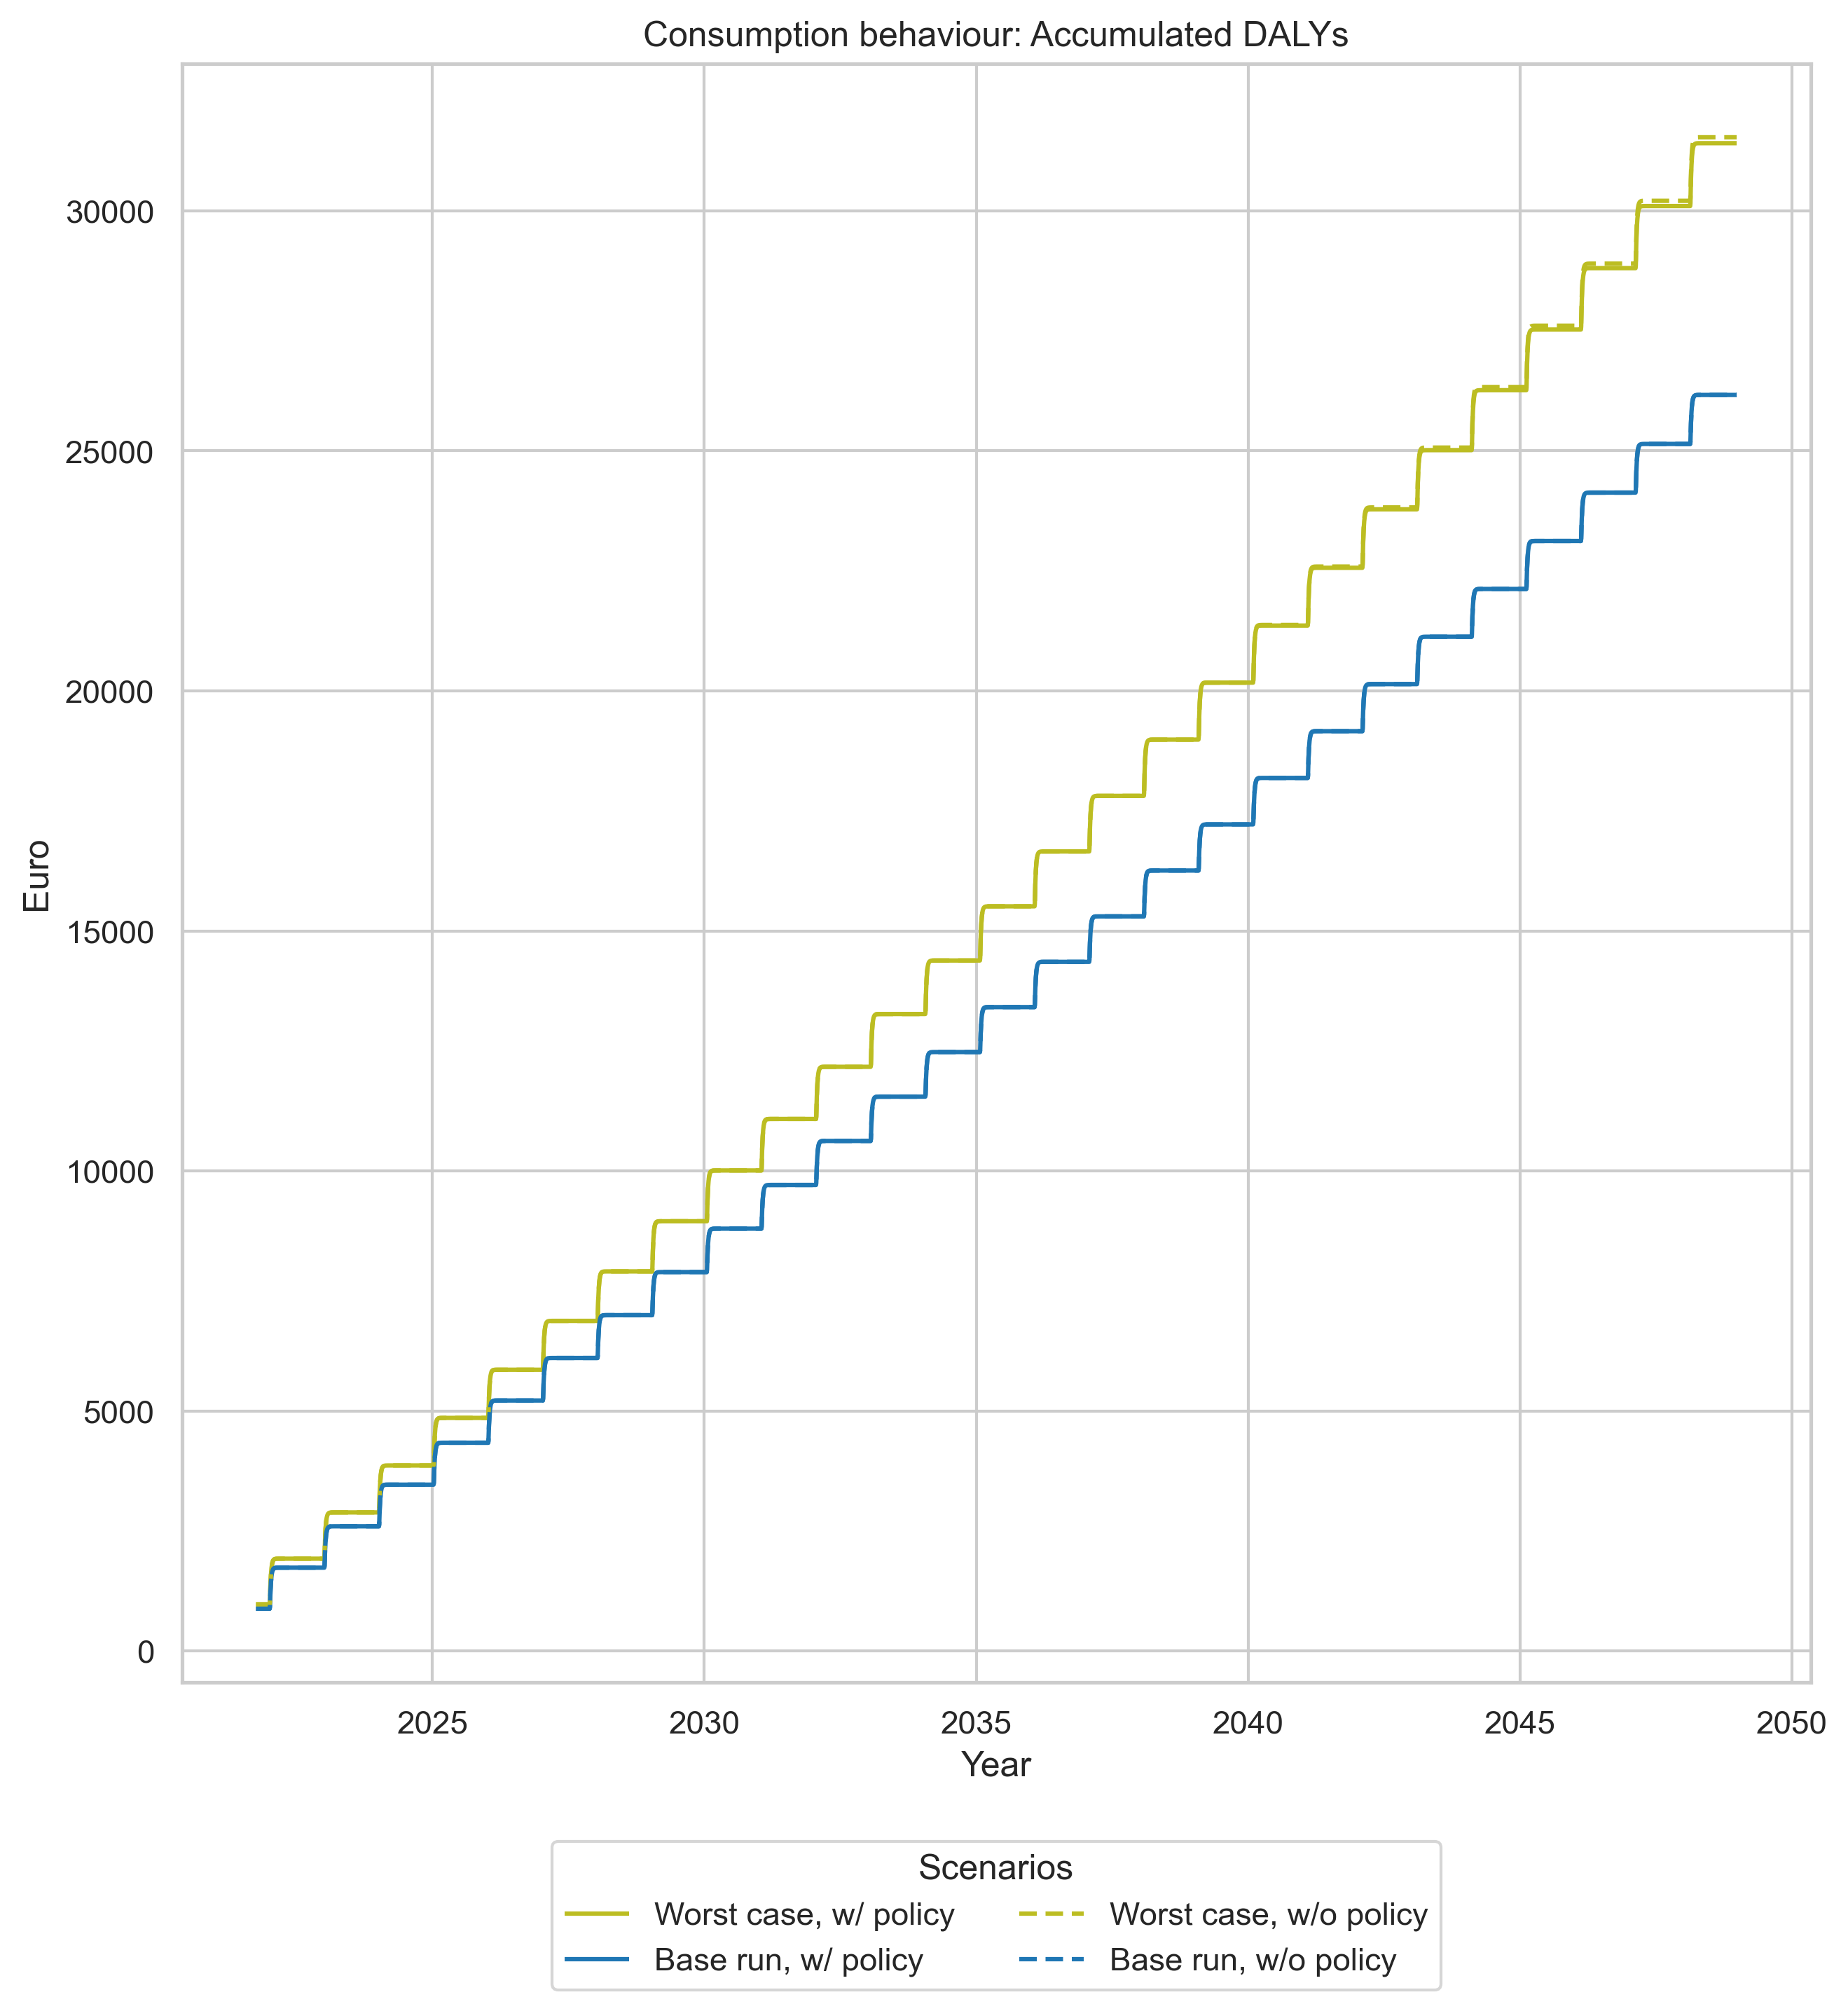 Consumption behaviour: Accumulated DALYs
30000
25000
20000
15000
10000
5000
0
Euro
2025 2030 2035 2040 2045 2050
Year
Scenarios
Worst case, w/ policy Worst case, w/o policy
Base run, w/ policy Base run, w/o policy